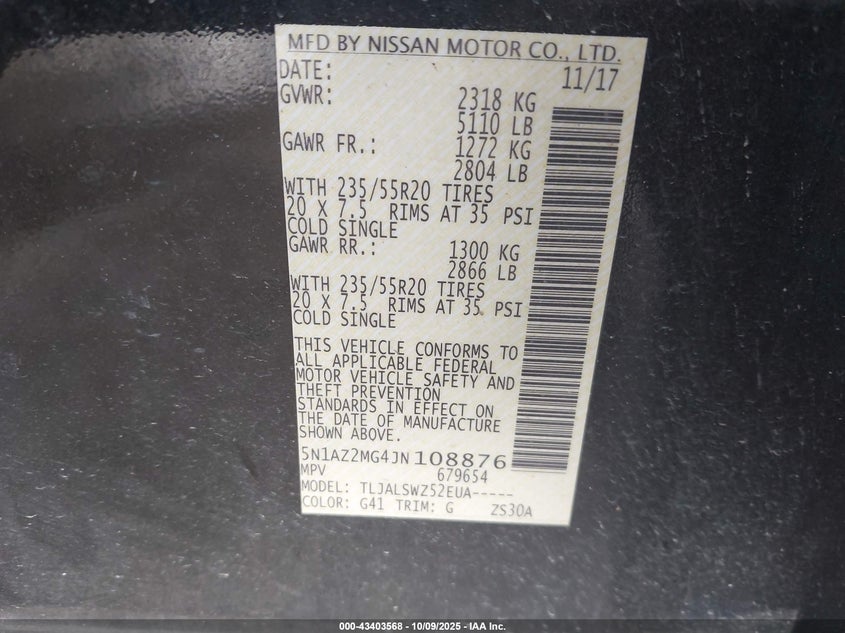 MFD BY NISSAN MOTOR CO., LTD.
DATE: 11/17
GVWR: 2318 KG
5110 LB
GAWR FR.: 1272 KG
2804 LB
WITH 235/55R20 TIRES
20 X 7.5 RIMS AT 35 PSI
COLD SINGLE
GAWR RR.: 1300 KG
2866 LB
WITH 235/55R20 TIRES
20 X 7.5 RIMS AT 35 PSI
COLD SINGLE
THIS VEHICLE CONFORMS TO
ALL APPLICABLE FEDERAL
MOTOR VEHICLE SAFETY AND
THEFT PREVENTION
STANDARDS IN EFFECT ON
THE DATE OF MANUFACTURE
SHOWN ABOVE.
5N1AZ2MG4JN108876
MPV 679654
MODEL: TLJALSWZ52EUA-----
COLOR: G41 TRIM: G ZS30A
000-43403568 - 10/09/2025 - IAA Inc.